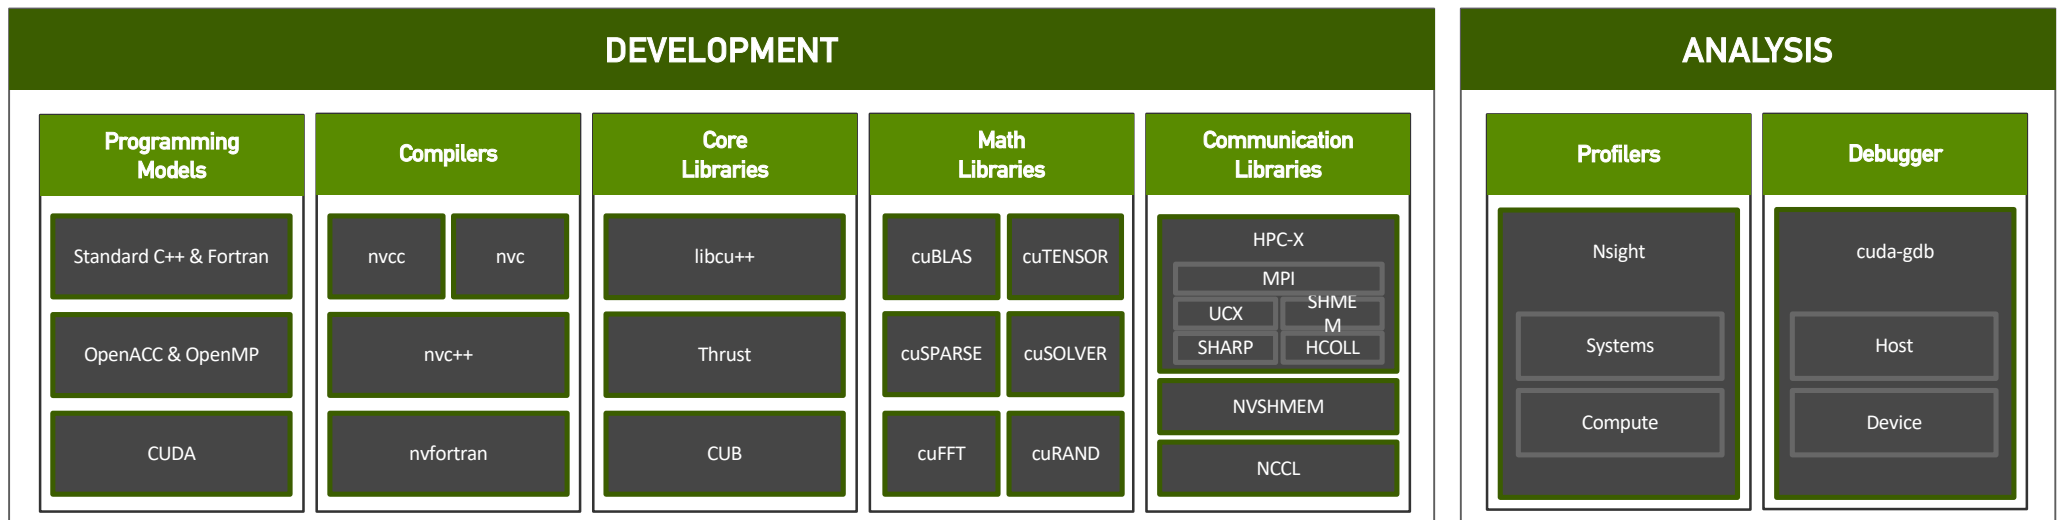 DEVELOPMENT
Programming
Models
Standard C++ & Fortran
OpenACC & OpenMP
CUDA
Compilers
nvcc
nvc
nvc++
nvfortran
Core
Libraries
libcu++
Thrust
CUB
Math
Libraries
cuBLAS
cuTENSOR
cuSPARSE
cuSOLVER
cuFFT
cuRAND
Communication
Libraries
HPC-X
MPI
UCX
SHME
M
SHARP
HCOLL
NVSHMEM
NCCL
ANALYSIS
Profilers
Nsight
Systems
Compute
Debugger
cuda-gdb
Host
Device